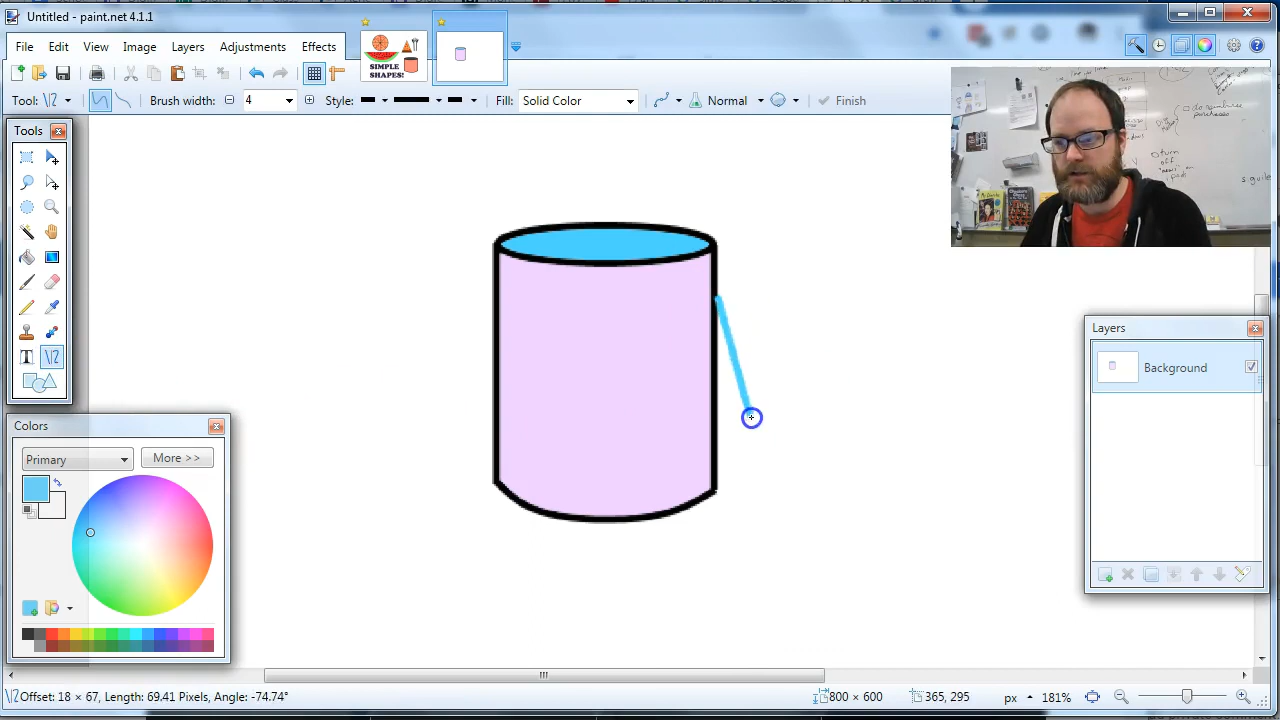 Untitled - paint.net 4.1.1
File Edit View Image Layers Adjustments Effects
SIMPLE
SHAPES!
Tool: Brush width: 4 Style: Fill: Solid Color Normal Finish
Tools
T
Colors
Primary More >>
Layers
Background
Offset: 18 × 67, Length: 69.41 Pixels, Angle: -74.74° 800 × 600 365, 295 px 181%